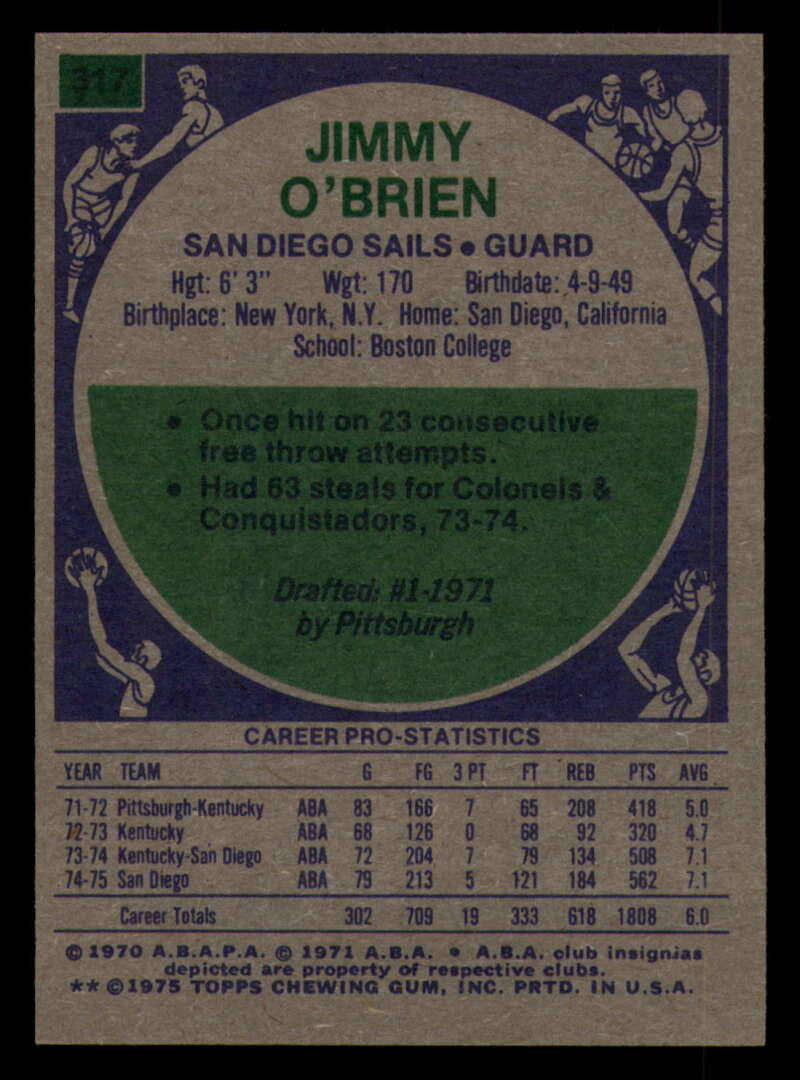 317
JIMMY
O'BRIEN
SAN DIEGO SAILS • GUARD
Hgt: 6' 3" Wgt: 170 Birthdate: 4-9-49
Birthplace: New York, N.Y. Home: San Diego, California
School: Boston College
• Once hit on 23 consecutive
free throw attempts.
• Had 63 steals for Colonels &
Conquistadors, 73-74.
Drafted: #1-1971
by Pittsburgh
CAREER PRO-STATISTICS
YEAR TEAM G FG 3 PT FT REB PTS AVG
71-72 Pittsburgh-Kentucky ABA 83 166 7 65 208 418 5.0
72-73 Kentucky ABA 68 126 0 68 92 320 4.7
73-74 Kentucky-San Diego ABA 72 204 7 79 134 508 7.1
74-75 San Diego ABA 79 213 5 121 184 562 7.1
Career Totals 302 709 19 333 618 1808 6.0
© 1970 A.B.A.P.A. © 1971 A.B.A. • A.B.A. club insignias
depicted are property of respective clubs.
** ©1975 TOPPS CHEWING GUM, INC. PRTD. IN U.S.A.